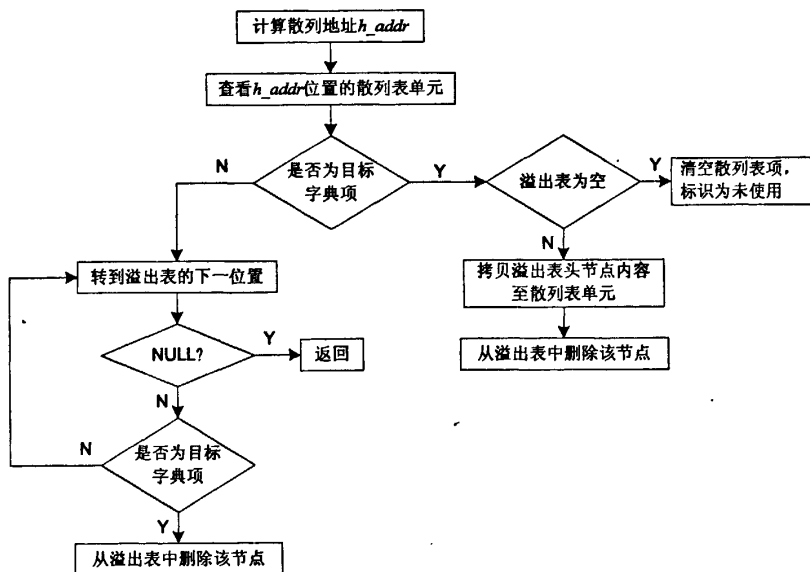 计算散列地址h_addr
查看h_addr位置的散列表单元
N
是否为目标
字典项
Y
溢出表为空
Y
清空散列表项,
标识为未使用
N
转到溢出表的下一位置
拷贝溢出表头节点内容
至散列表单元
NULL?
Y
返回
从溢出表中删除该节点
N
N
是否为目标
字典项
Y
从溢出表中删除该节点